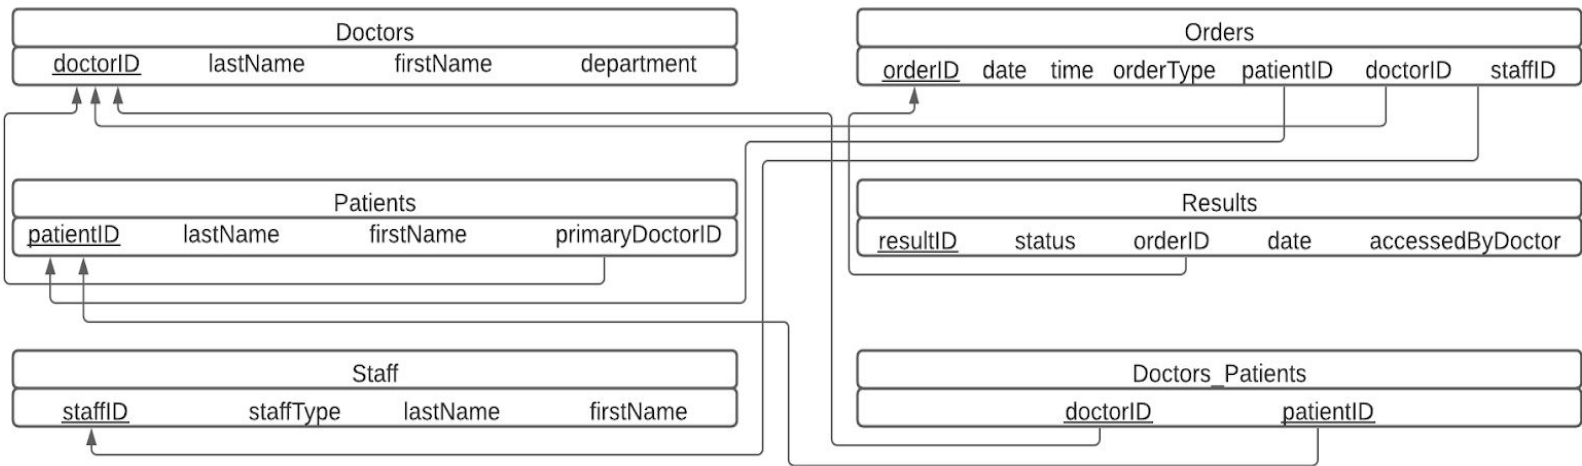 Doctors
doctorID lastName firstName department
Orders
orderID date time orderType patientID doctorID staffID
Patients
patientID lastName firstName primaryDoctorID
Results
resultID status orderID date accessedByDoctor
Staff
staffID staffType lastName firstName
Doctors_Patients
doctorID patientID